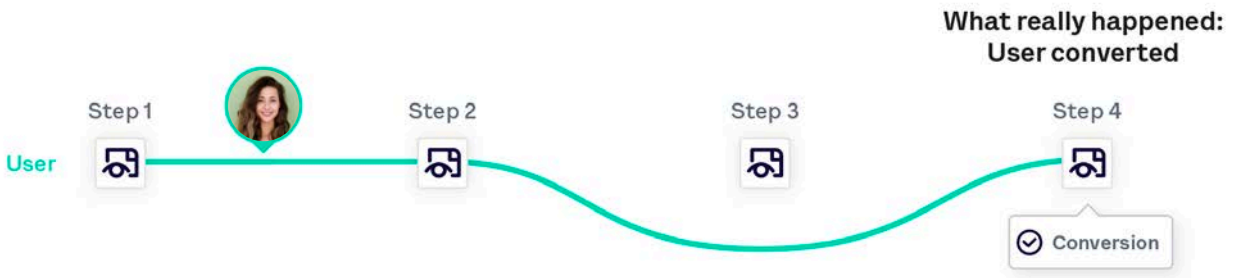 What really happened:
User converted
Step 1
Step 2
Step 3
Step 4
User
Conversion